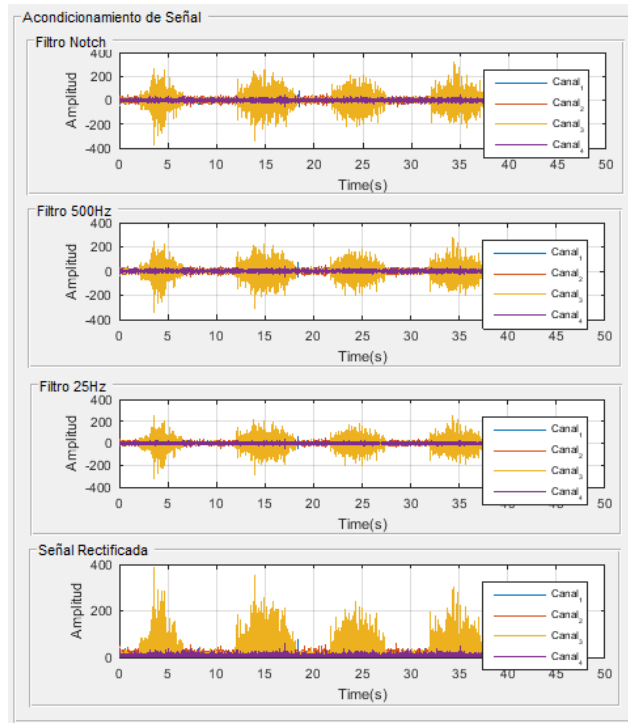 Acondicionamiento de Señal
Filtro Notch
400
200
0
-200
-400
Amplitud
0 5 10 15 20 25 30 35 40 45 50
Time(s)
Canal1
Canal2
Canal3
Canal4
Filtro 500Hz
400
200
0
-200
-400
Amplitud
0 5 10 15 20 25 30 35 40 45 50
Time(s)
Canal1
Canal2
Canal3
Canal4
Filtro 25Hz
400
200
0
-200
-400
Amplitud
0 5 10 15 20 25 30 35 40 45 50
Time(s)
Canal1
Canal2
Canal3
Canal4
Señal Rectificada
400
200
0
Amplitud
0 5 10 15 20 25 30 35 40 45 50
Time(s)
Canal1
Canal2
Canal3
Canal4